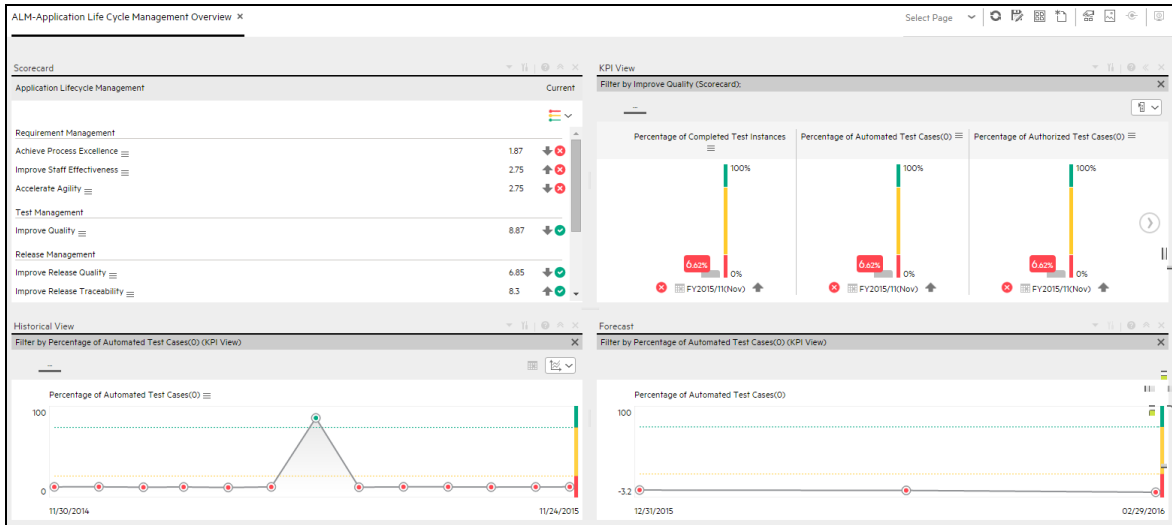 ALM-Application Life Cycle Management Overview ×
Select Page
Scorecard
Application Lifecycle Management Current
Requirement Management
Achieve Process Excellence 1.87
Improve Staff Effectiveness 2.75
Accelerate Agility 2.75
Test Management
Improve Quality 8.87
Release Management
Improve Release Quality 6.85
Improve Release Traceability 8.3
KPI View
Filter by Improve Quality (Scorecard);
Percentage of Completed Test Instances Percentage of Automated Test Cases(0) Percentage of Authorized Test Cases(0)
100% 100% 100%
6.62% 6.62% 6.62%
0% 0% 0%
FY2015/11(Nov) FY2015/11(Nov) FY2015/11(Nov)
Historical View
Filter by Percentage of Automated Test Cases(0) (KPI View)
Percentage of Automated Test Cases(0)
100
0
11/30/2014 11/24/2015
Forecast
Filter by Percentage of Automated Test Cases(0) (KPI View)
Percentage of Automated Test Cases(0)
100
-3.2
12/31/2015 02/29/2016